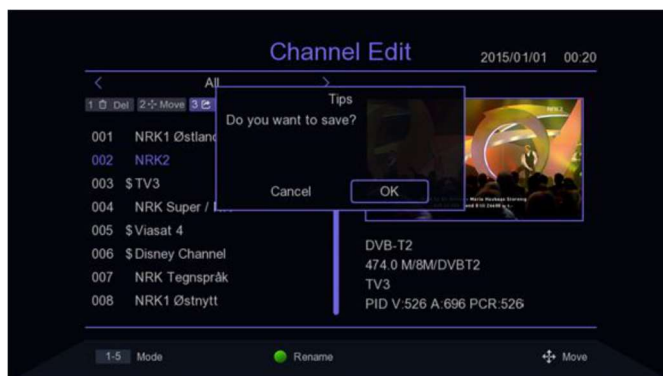 Channel Edit
2015/01/01 00:20
All
1 Del 2 Move 3
Tips
Do you want to save?
Cancel OK
001 NRK1 Østland
002 NRK2
003 $ TV3
004 NRK Super /
005 $ Viasat 4
006 $ Disney Channel
007 NRK Tegnspråk
008 NRK1 Østnytt
NRK2
DVB-T2
474.0 M/8M/DVBT2
TV3
PID V:526 A:696 PCR:526
1-5 Mode Rename Move